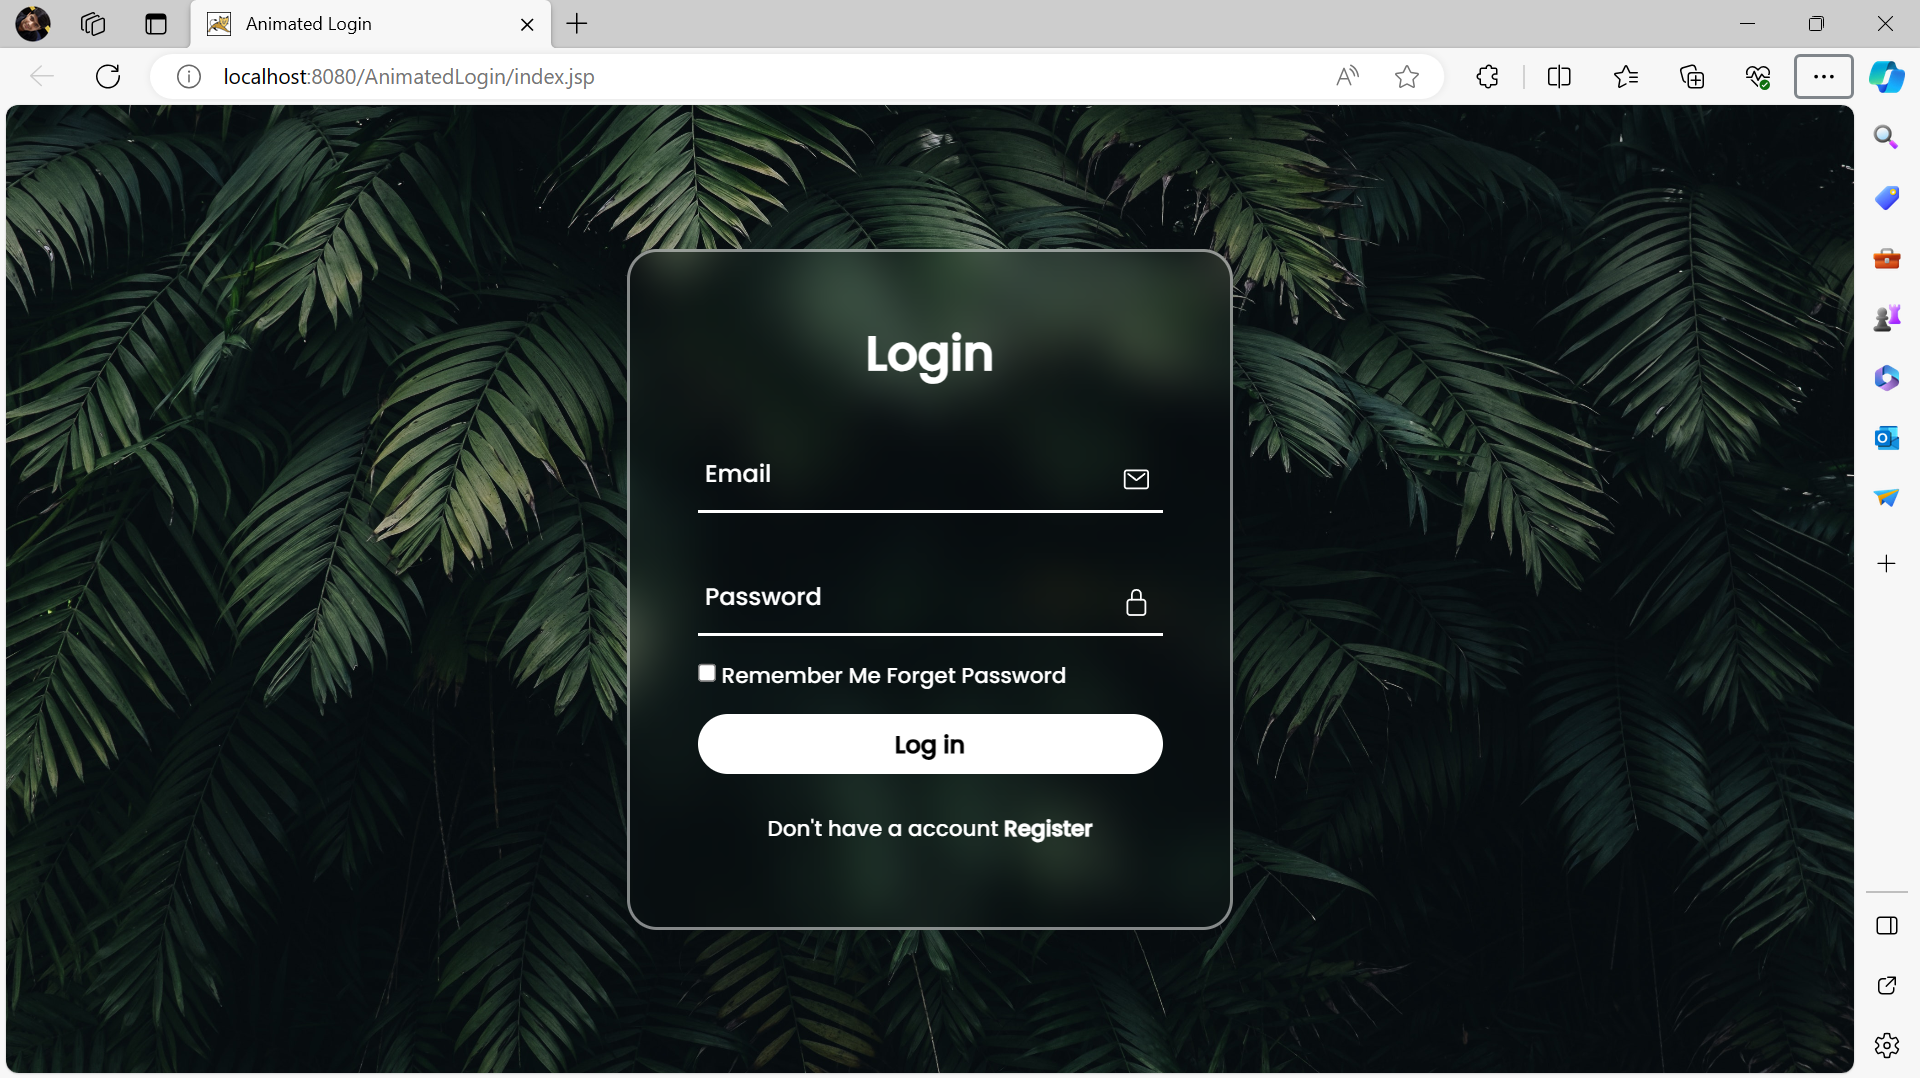 Animated Login
localhost:8080/AnimatedLogin/index.jsp
Login
Email
Password
Remember Me Forget Password
Log in
Don't have a account Register